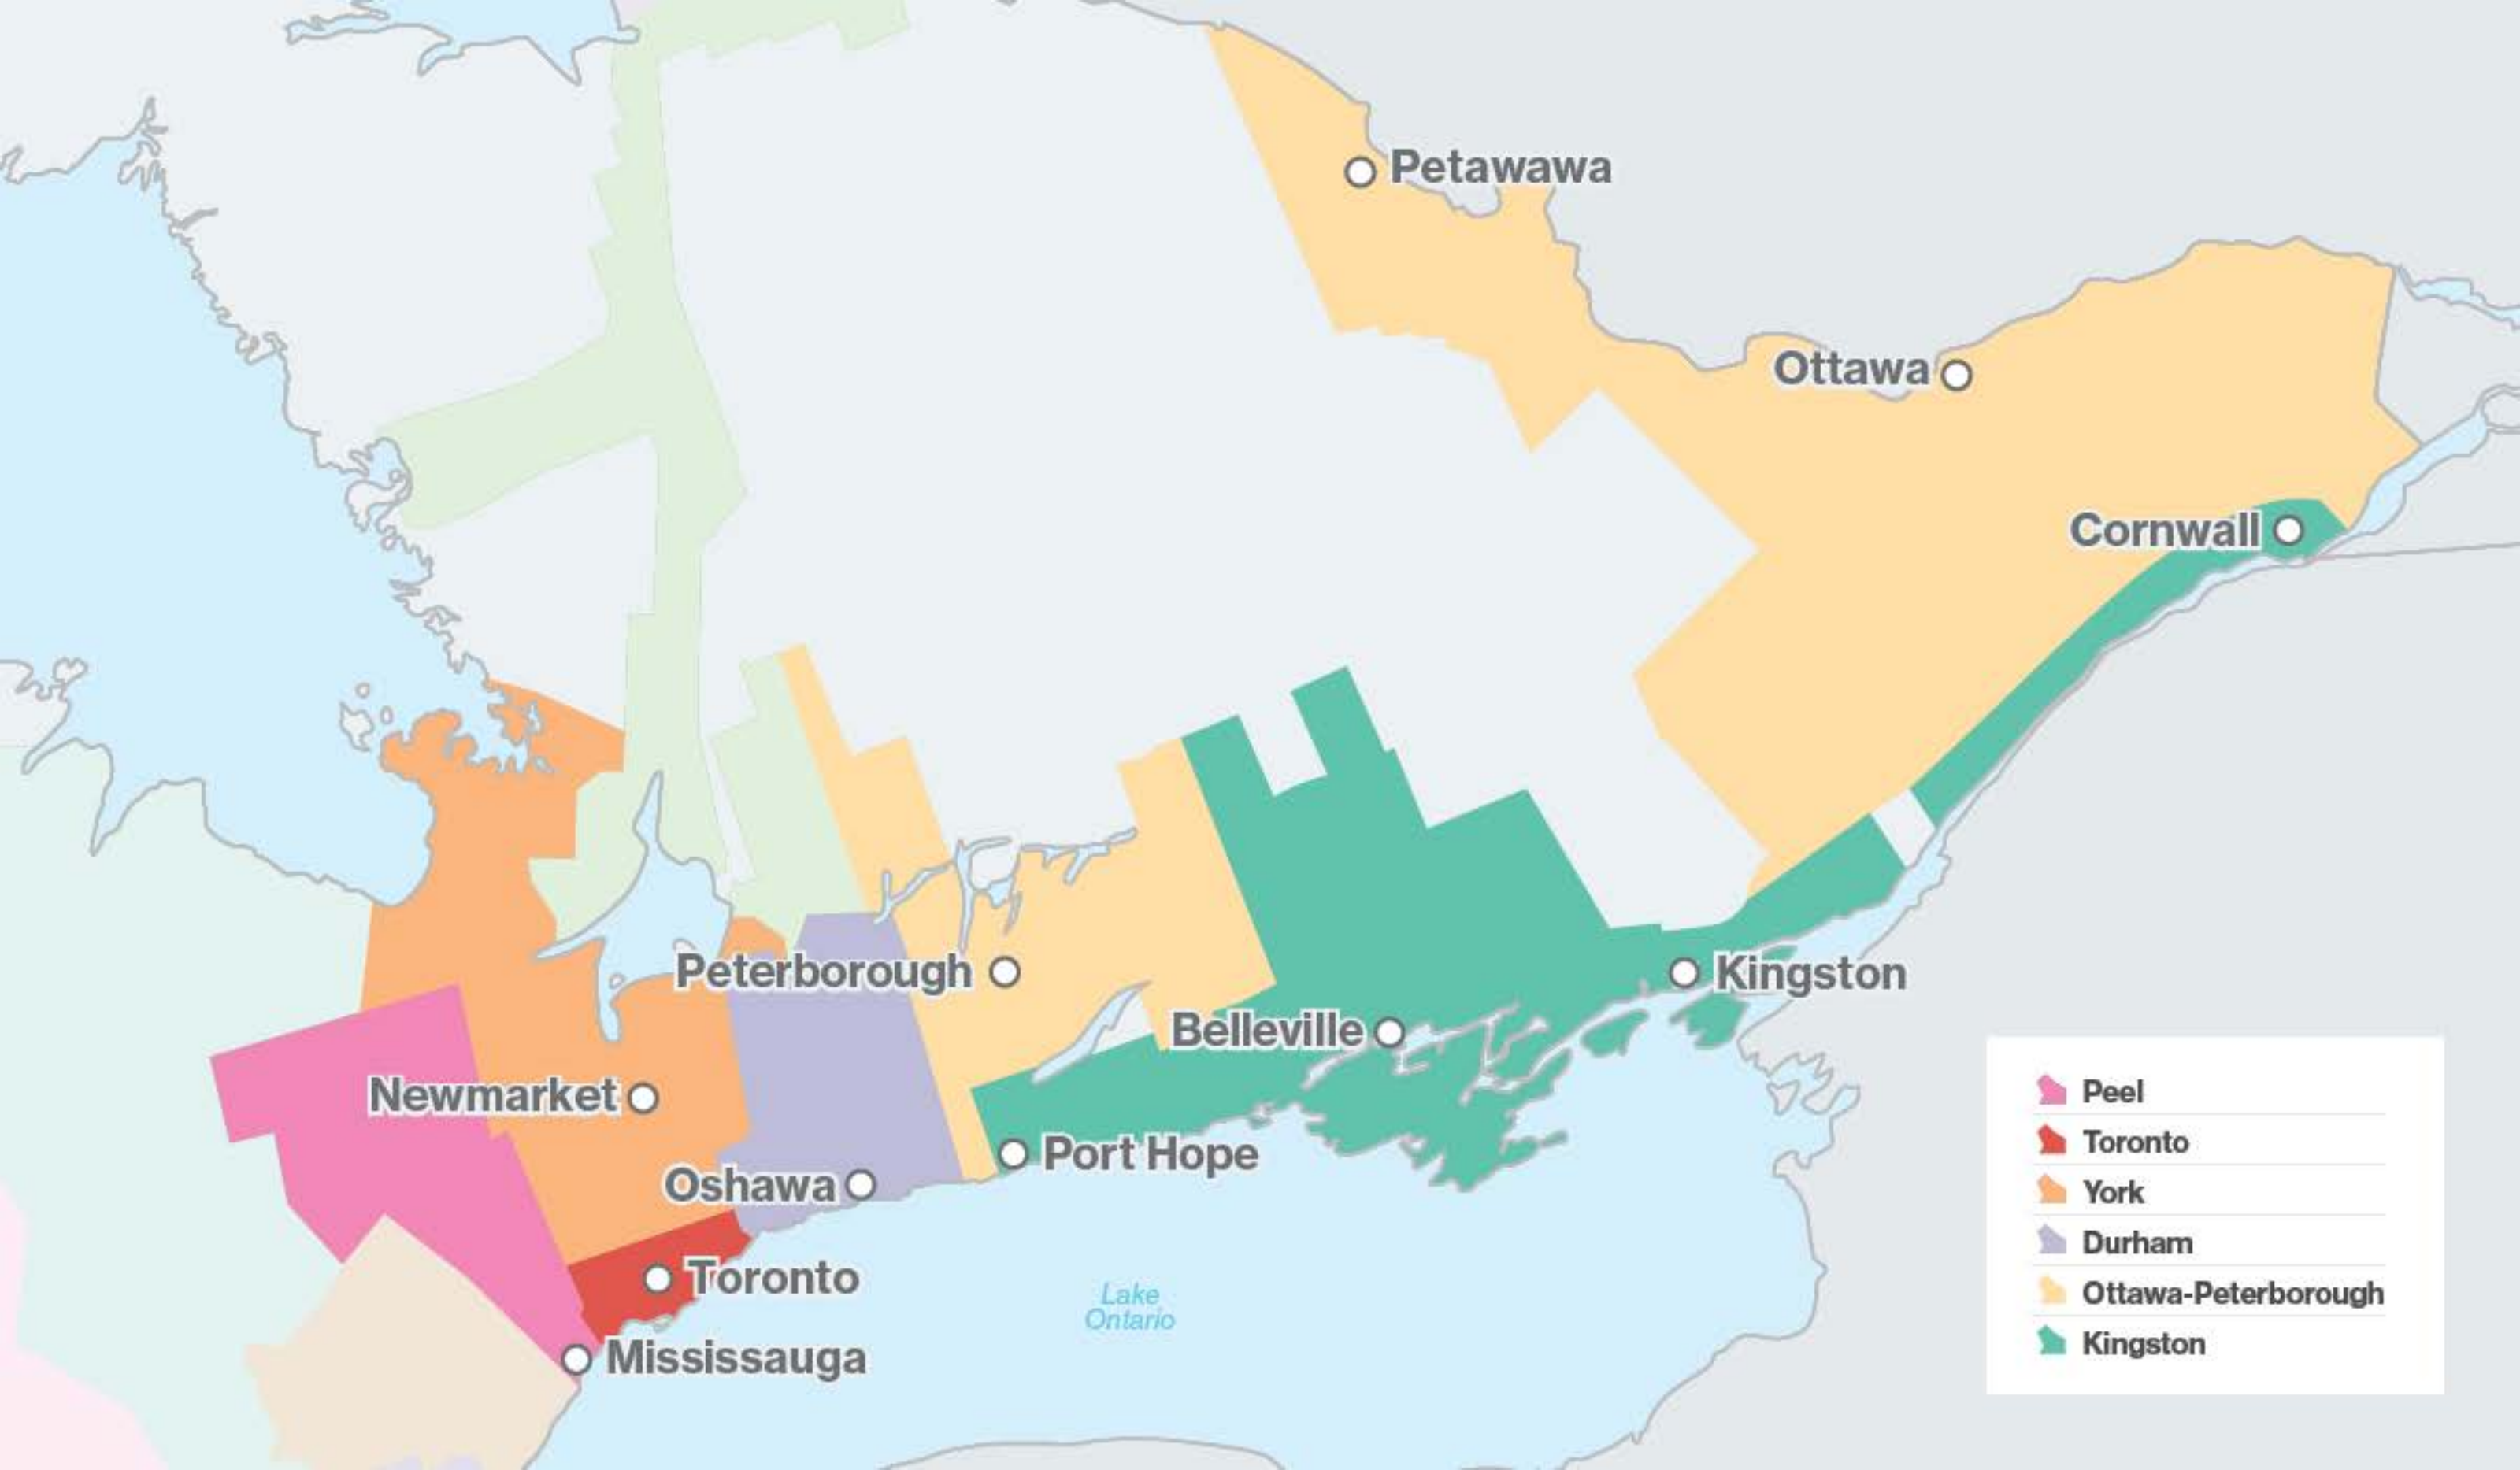 Petawawa
Ottawa
Cornwall
Peterborough
Kingston
Belleville
Newmarket
Port Hope
Oshawa
Toronto
Mississauga
Lake
Ontario
Peel
Toronto
York
Durham
Ottawa-Peterborough
Kingston